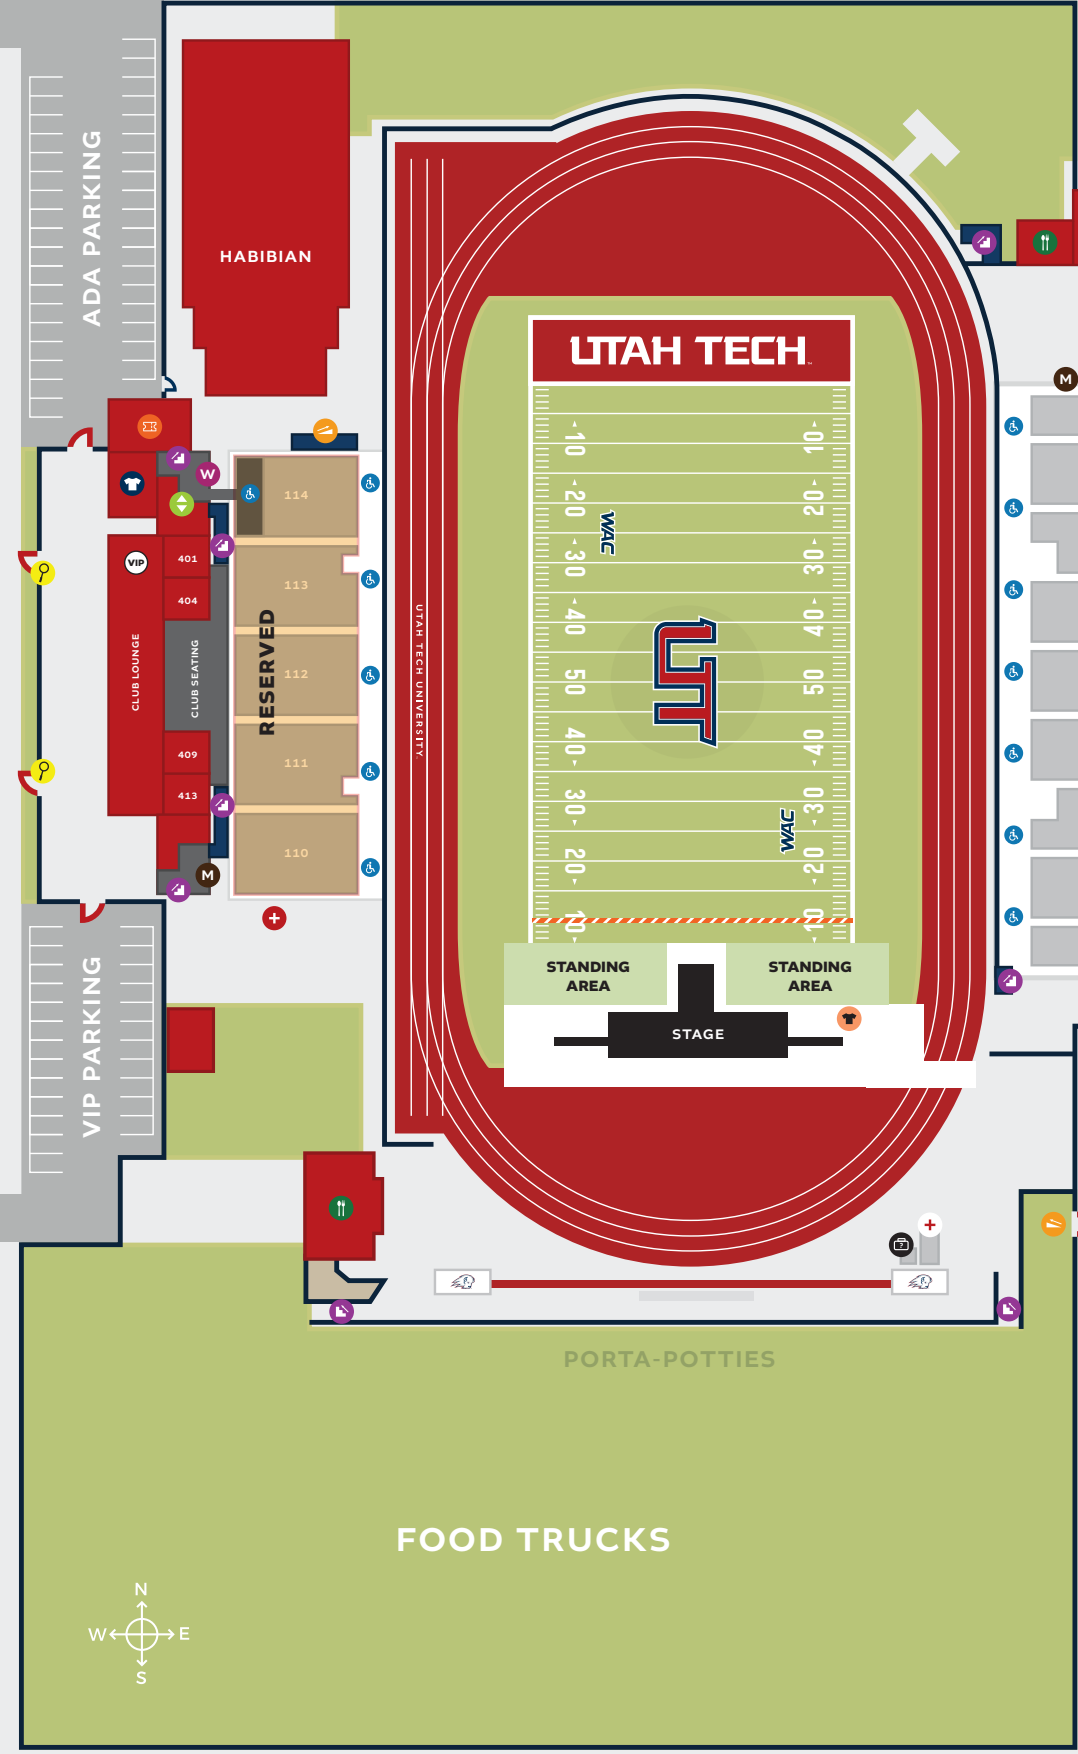 ADA PARKING
HABIBIAN
UTAH TECH
M
10
10
W
114
20
20
WAC
30
30
VIP
401
113
404
40
40
CLUB LOUNGE
CLUB SEATING
RESERVED
112
UTAH TECH UNIVERSITY.
50
50
UT
409
111
40
40
413
30
30
WAC
110
20
20
M
10
10
STANDING
AREA
STANDING
AREA
STAGE
VIP PARKING
?
PORTA-POTTIES
FOOD TRUCKS
N
W
E
S